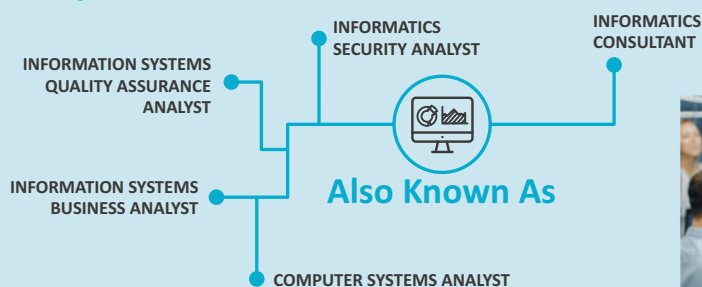 INFORMATICS
SECURITY ANALYST
INFORMATICS
CONSULTANT
INFORMATION SYSTEMS
QUALITY ASSURANCE
ANALYST
Also Known As
INFORMATION SYSTEMS
BUSINESS ANALYST
COMPUTER SYSTEMS ANALYST